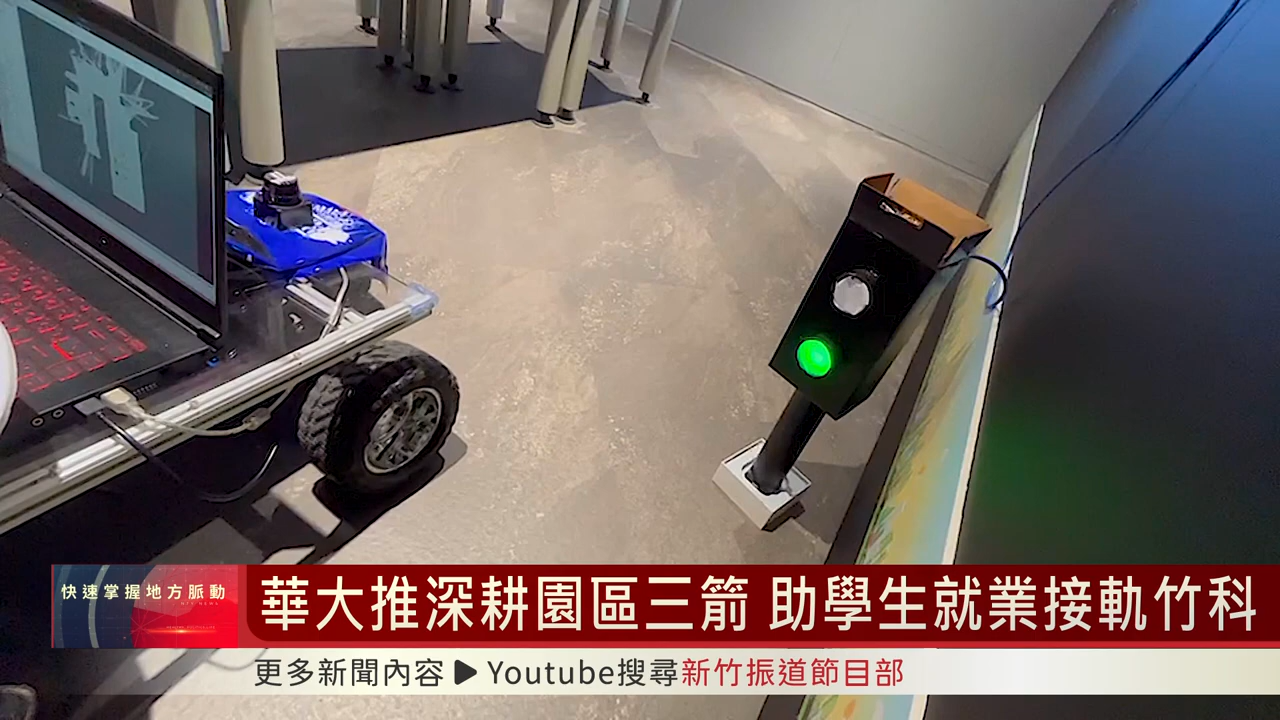 快速掌握地方脈動
華大推深耕園區三箭 助學生就業接軌竹科
更多新聞內容▶Youtube搜尋新竹振道節目部